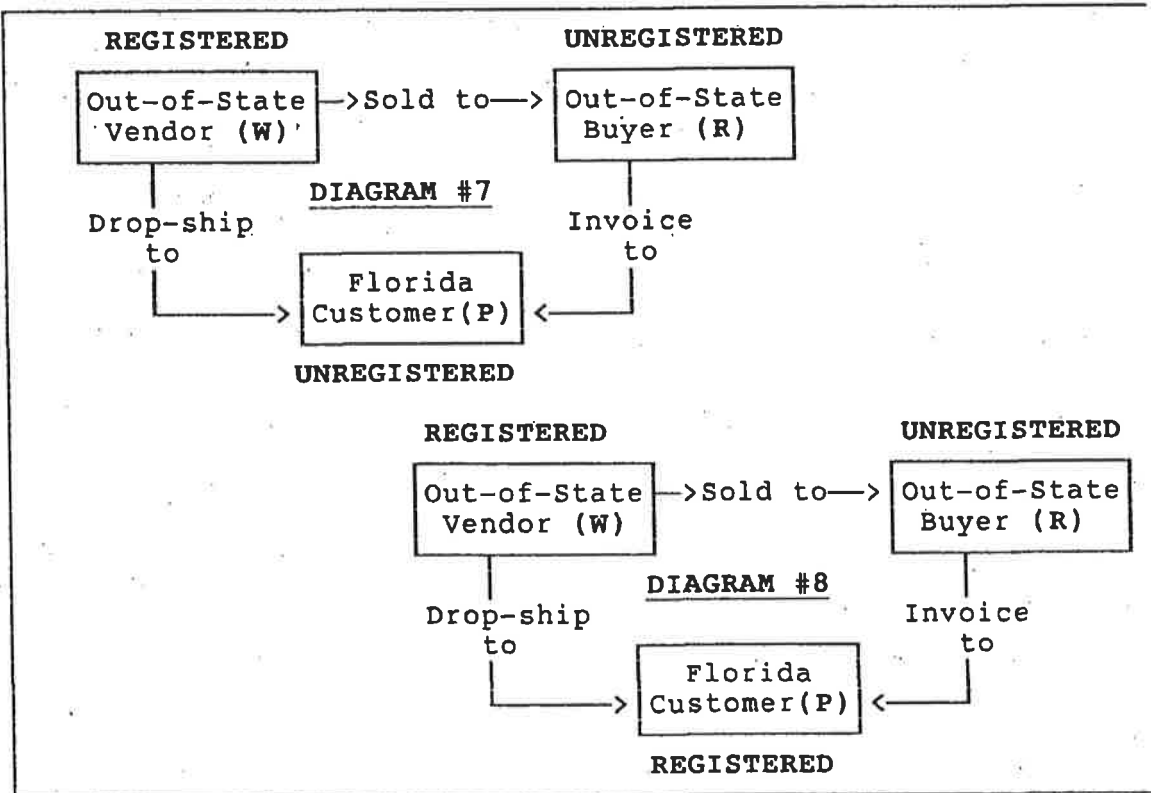 REGISTERED UNREGISTERED
Out-of-State —>Sold to—> Out-of-State
Vendor (W) Buyer (R)
DIAGRAM #7
Drop-ship Invoice
to to
Florida
—> Customer(P) <—
UNREGISTERED
REGISTERED UNREGISTERED
Out-of-State —>Sold to—> Out-of-State
Vendor (W) Buyer (R)
DIAGRAM #8
Drop-ship Invoice
to to
Florida
—> Customer(P) <—
REGISTERED